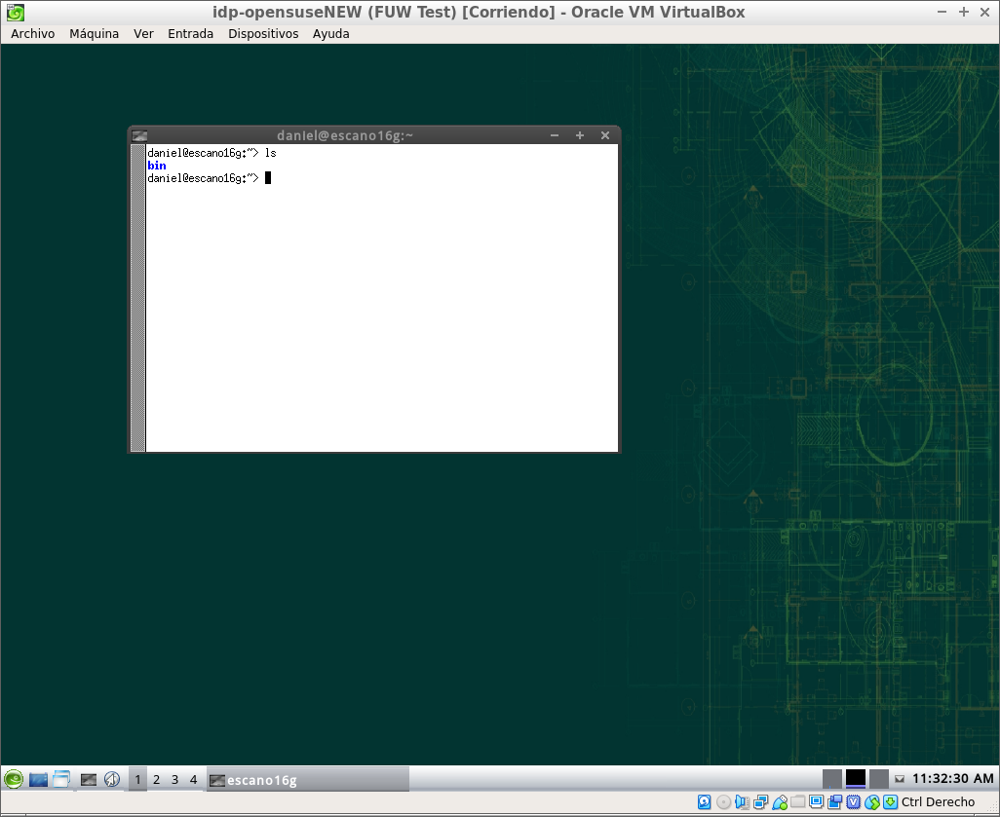 idp-opensuseNEW (FUW Test) [Corriendo] - Oracle VM VirtualBox
Archivo Máquina Ver Entrada Dispositivos Ayuda
daniel@escano16g:~
daniel@escano16g:~> ls
bin
daniel@escano16g:~>
1 2 3 4 escano16g 11:32:30 AM
Ctrl Derecho